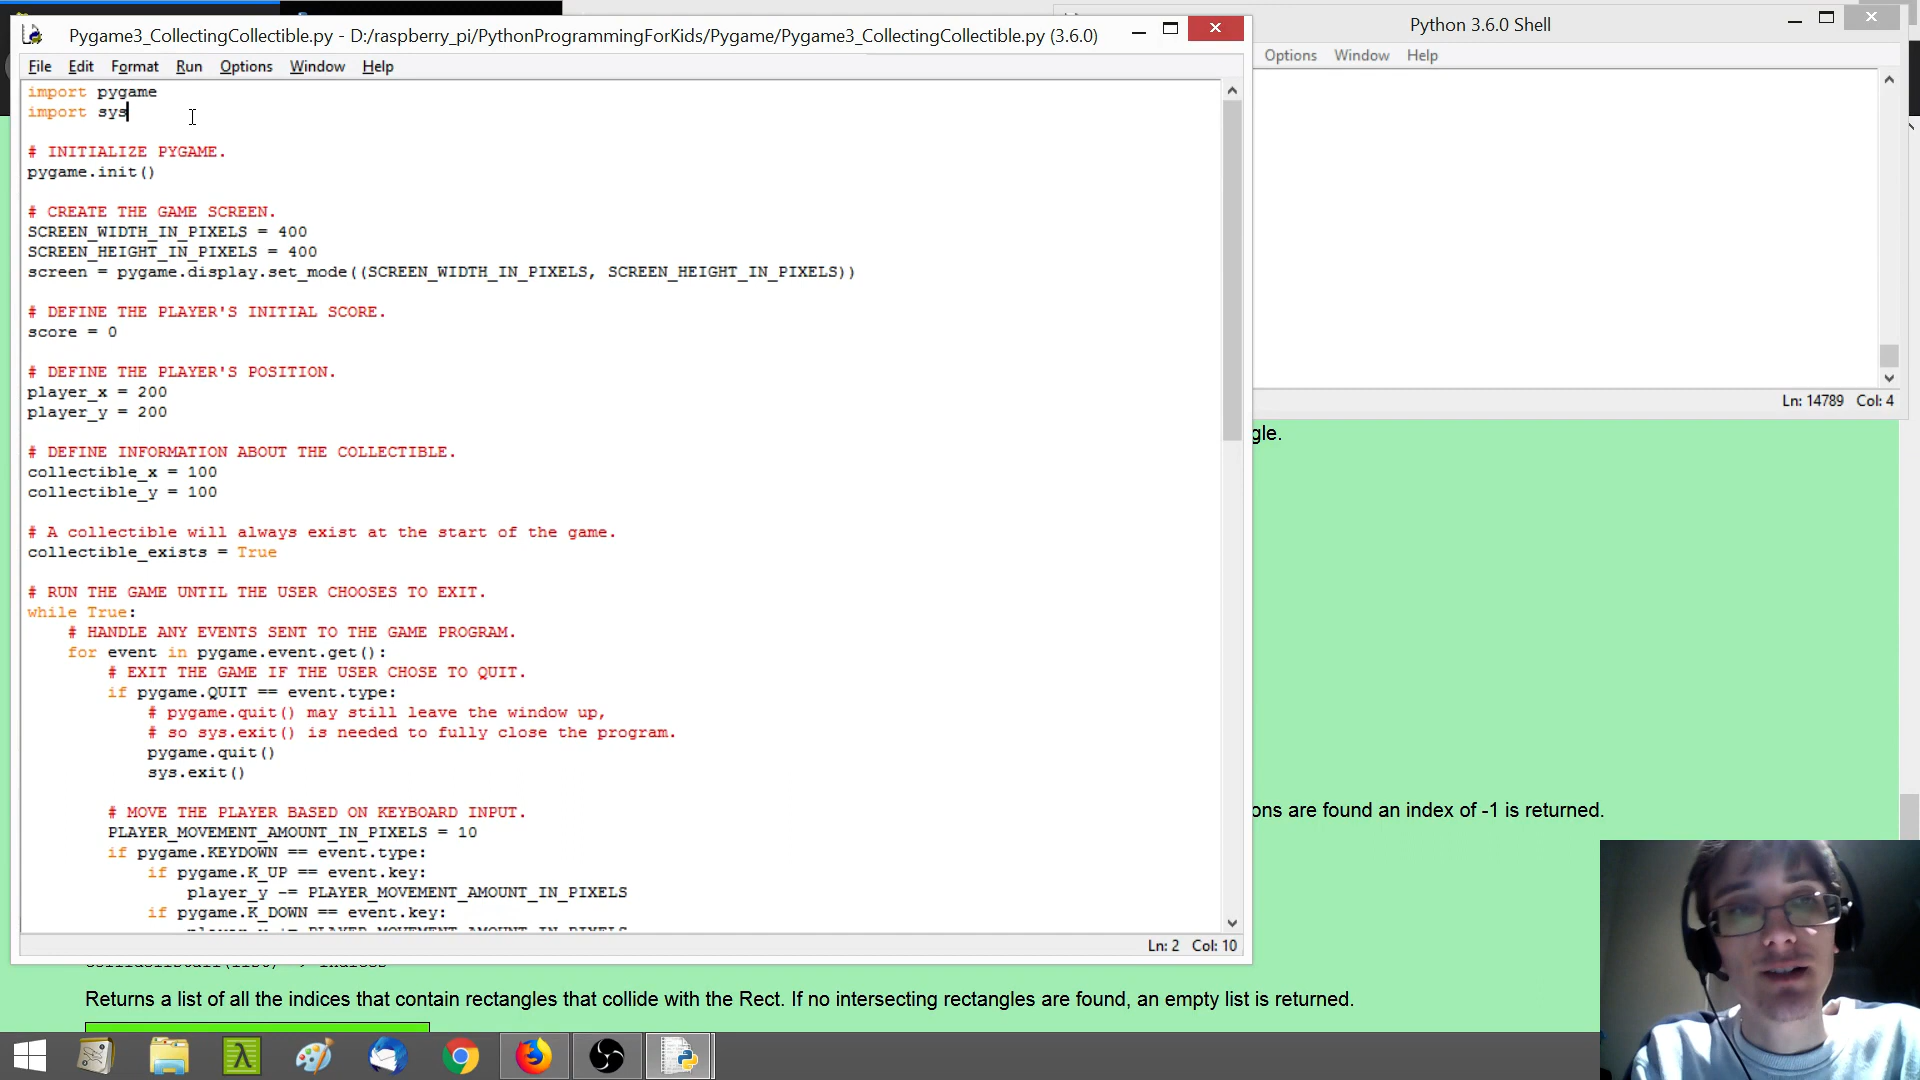 Pygame3_CollectingCollectible.py - D:/raspberry_pi/PythonProgrammingForKids/Pygame/Pygame3_CollectingCollectible.py (3.6.0)
File Edit Format Run Options Window Help
import pygame
import sys
# INITIALIZE PYGAME.
pygame.init()
# CREATE THE GAME SCREEN.
SCREEN_WIDTH_IN_PIXELS = 400
SCREEN_HEIGHT_IN_PIXELS = 400
screen = pygame.display.set_mode((SCREEN_WIDTH_IN_PIXELS, SCREEN_HEIGHT_IN_PIXELS))
# DEFINE THE PLAYER'S INITIAL SCORE.
score = 0
# DEFINE THE PLAYER'S POSITION.
player_x = 200
player_y = 200
# DEFINE INFORMATION ABOUT THE COLLECTIBLE.
collectible_x = 100
collectible_y = 100
# A collectible will always exist at the start of the game.
collectible_exists = True
# RUN THE GAME UNTIL THE USER CHOOSES TO EXIT.
while True:
# HANDLE ANY EVENTS SENT TO THE GAME PROGRAM.
for event in pygame.event.get():
# EXIT THE GAME IF THE USER CHOSE TO QUIT.
if pygame.QUIT == event.type:
# pygame.quit() may still leave the window up,
# so sys.exit() is needed to fully close the program.
pygame.quit()
sys.exit()
# MOVE THE PLAYER BASED ON KEYBOARD INPUT.
PLAYER_MOVEMENT_AMOUNT_IN_PIXELS = 10
if pygame.KEYDOWN == event.type:
if pygame.K_UP == event.key:
player_y -= PLAYER_MOVEMENT_AMOUNT_IN_PIXELS
if pygame.K_DOWN == event.key:
Ln: 2 Col: 10
Python 3.6.0 Shell
Options Window Help
Ln: 14789 Col: 4
gle.
ons are found an index of -1 is returned.
Returns a list of all the indices that contain rectangles that collide with the Rect. If no intersecting rectangles are found, an empty list is returned.